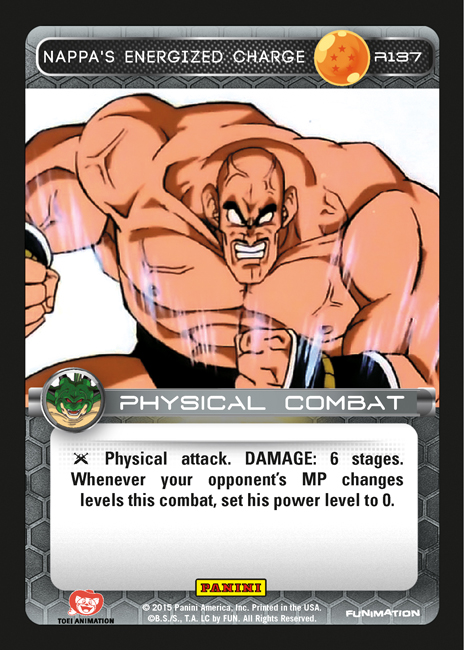 NAPPA'S ENERGIZED CHARGE R137
PHYSICAL COMBAT
Physical attack. DAMAGE: 6 stages.
Whenever your opponent's MP changes
levels this combat, set his power level to 0.
PANINI
© 2015 Panini America, Inc. Printed in the USA.
©B.S./S., T.A. LC by FUN. All Rights Reserved.
TOEI ANIMATION
FUNIMATION